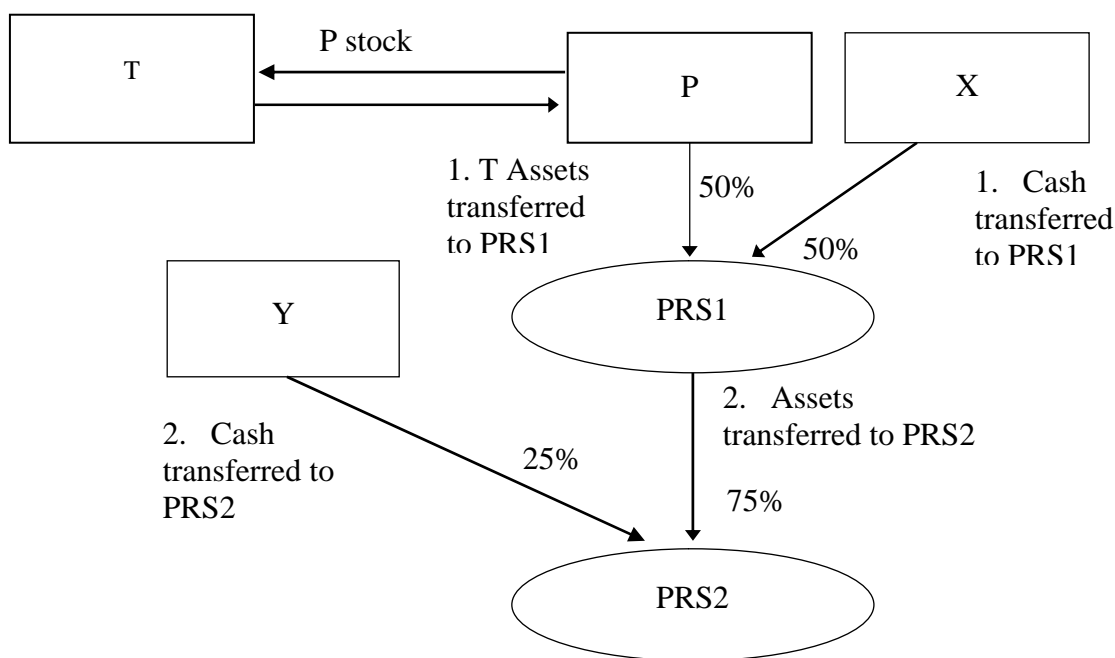 P stock
T
P
X
1. T Assets
transferred
to PRS1
50%
50%
1. Cash
transferred
to PRS1
Y
PRS1
2. Cash
transferred to
PRS2
25%
2. Assets
transferred to PRS2
75%
PRS2